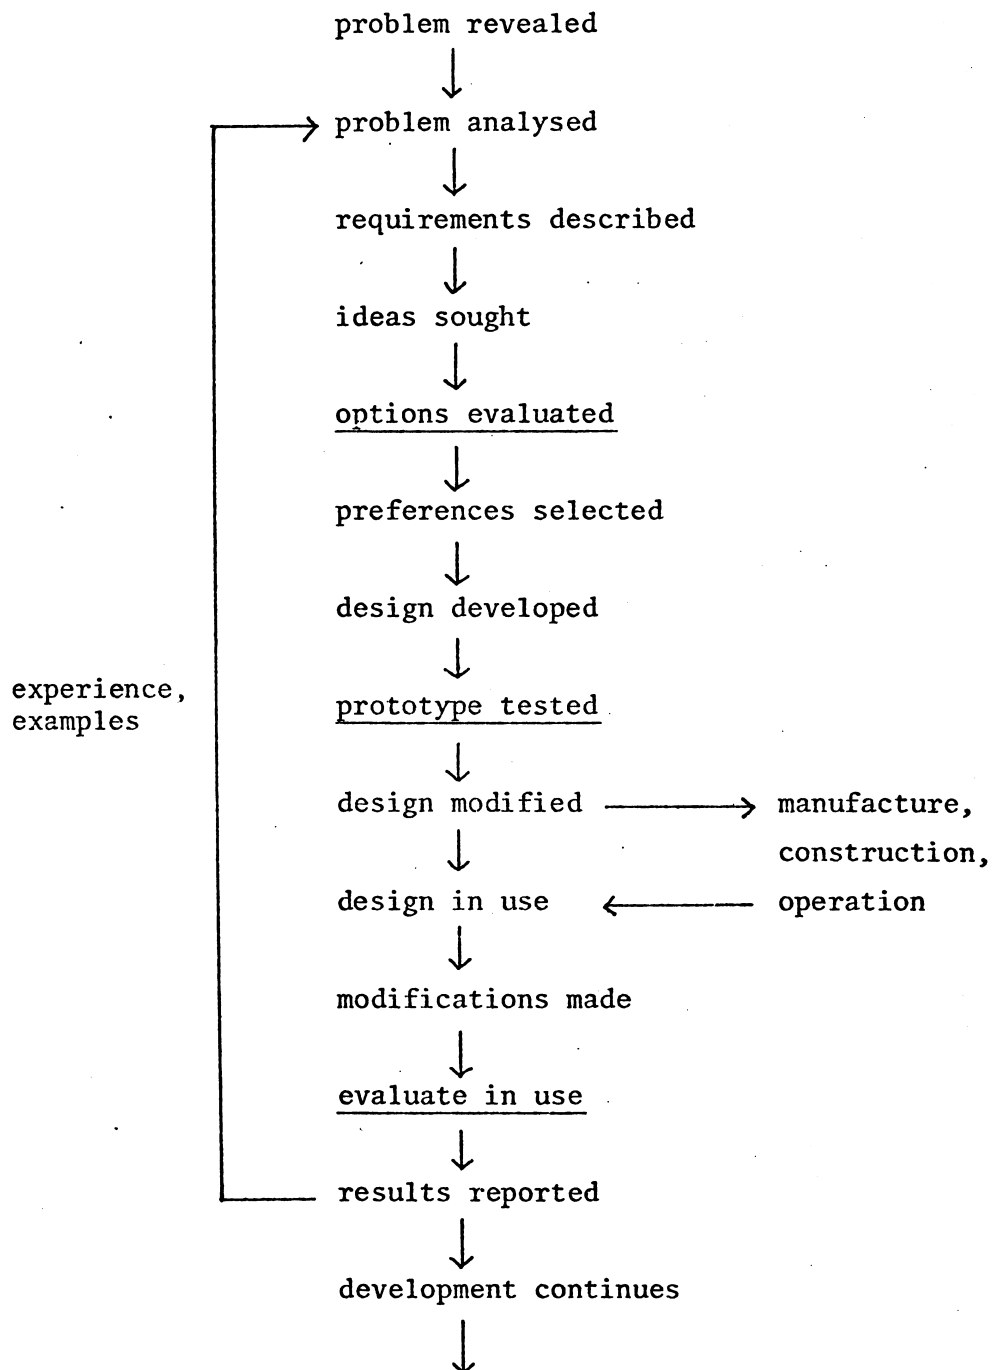 problem revealed
problem analysed
requirements described
ideas sought
options evaluated
preferences selected
design developed
experience,
examples
prototype tested
design modified
manufacture,
construction,
design in use
operation
modifications made
evaluate in use
results reported
development continues